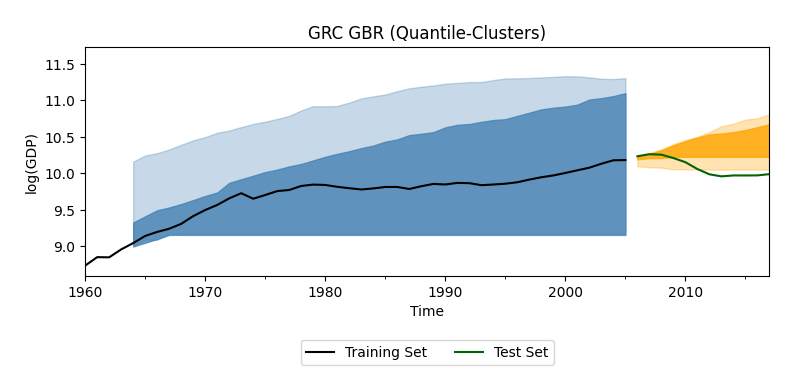 GRC GBR (Quantile-Clusters)
log(GDP)
11.5
11.0
10.5
10.0
9.5
9.0
1960 1970 1980 1990 2000 2010
Time
Training Set Test Set